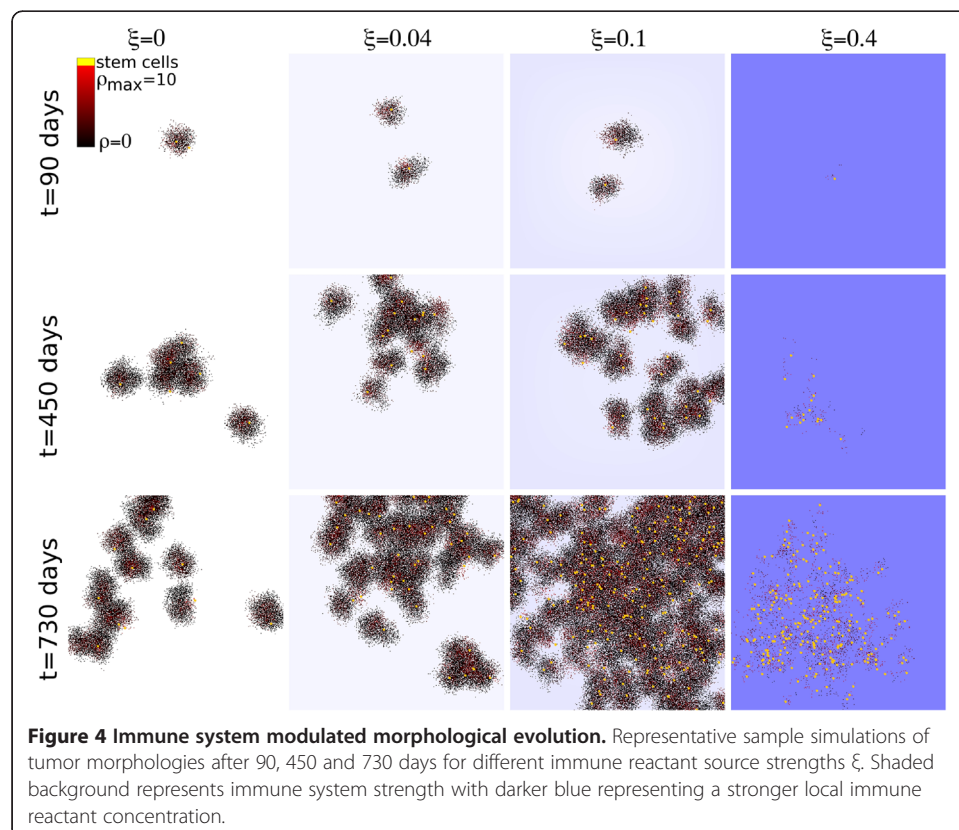 ξ=0 ξ=0.04 ξ=0.1 ξ=0.4
stem cells
ρmax=10
ρ=0
t=90 days
t=450 days
t=730 days
Figure 4 Immune system modulated morphological evolution. Representative sample simulations of
tumor morphologies after 90, 450 and 730 days for different immune reactant source strengths ξ. Shaded
background represents immune system strength with darker blue representing a stronger local immune
reactant concentration.